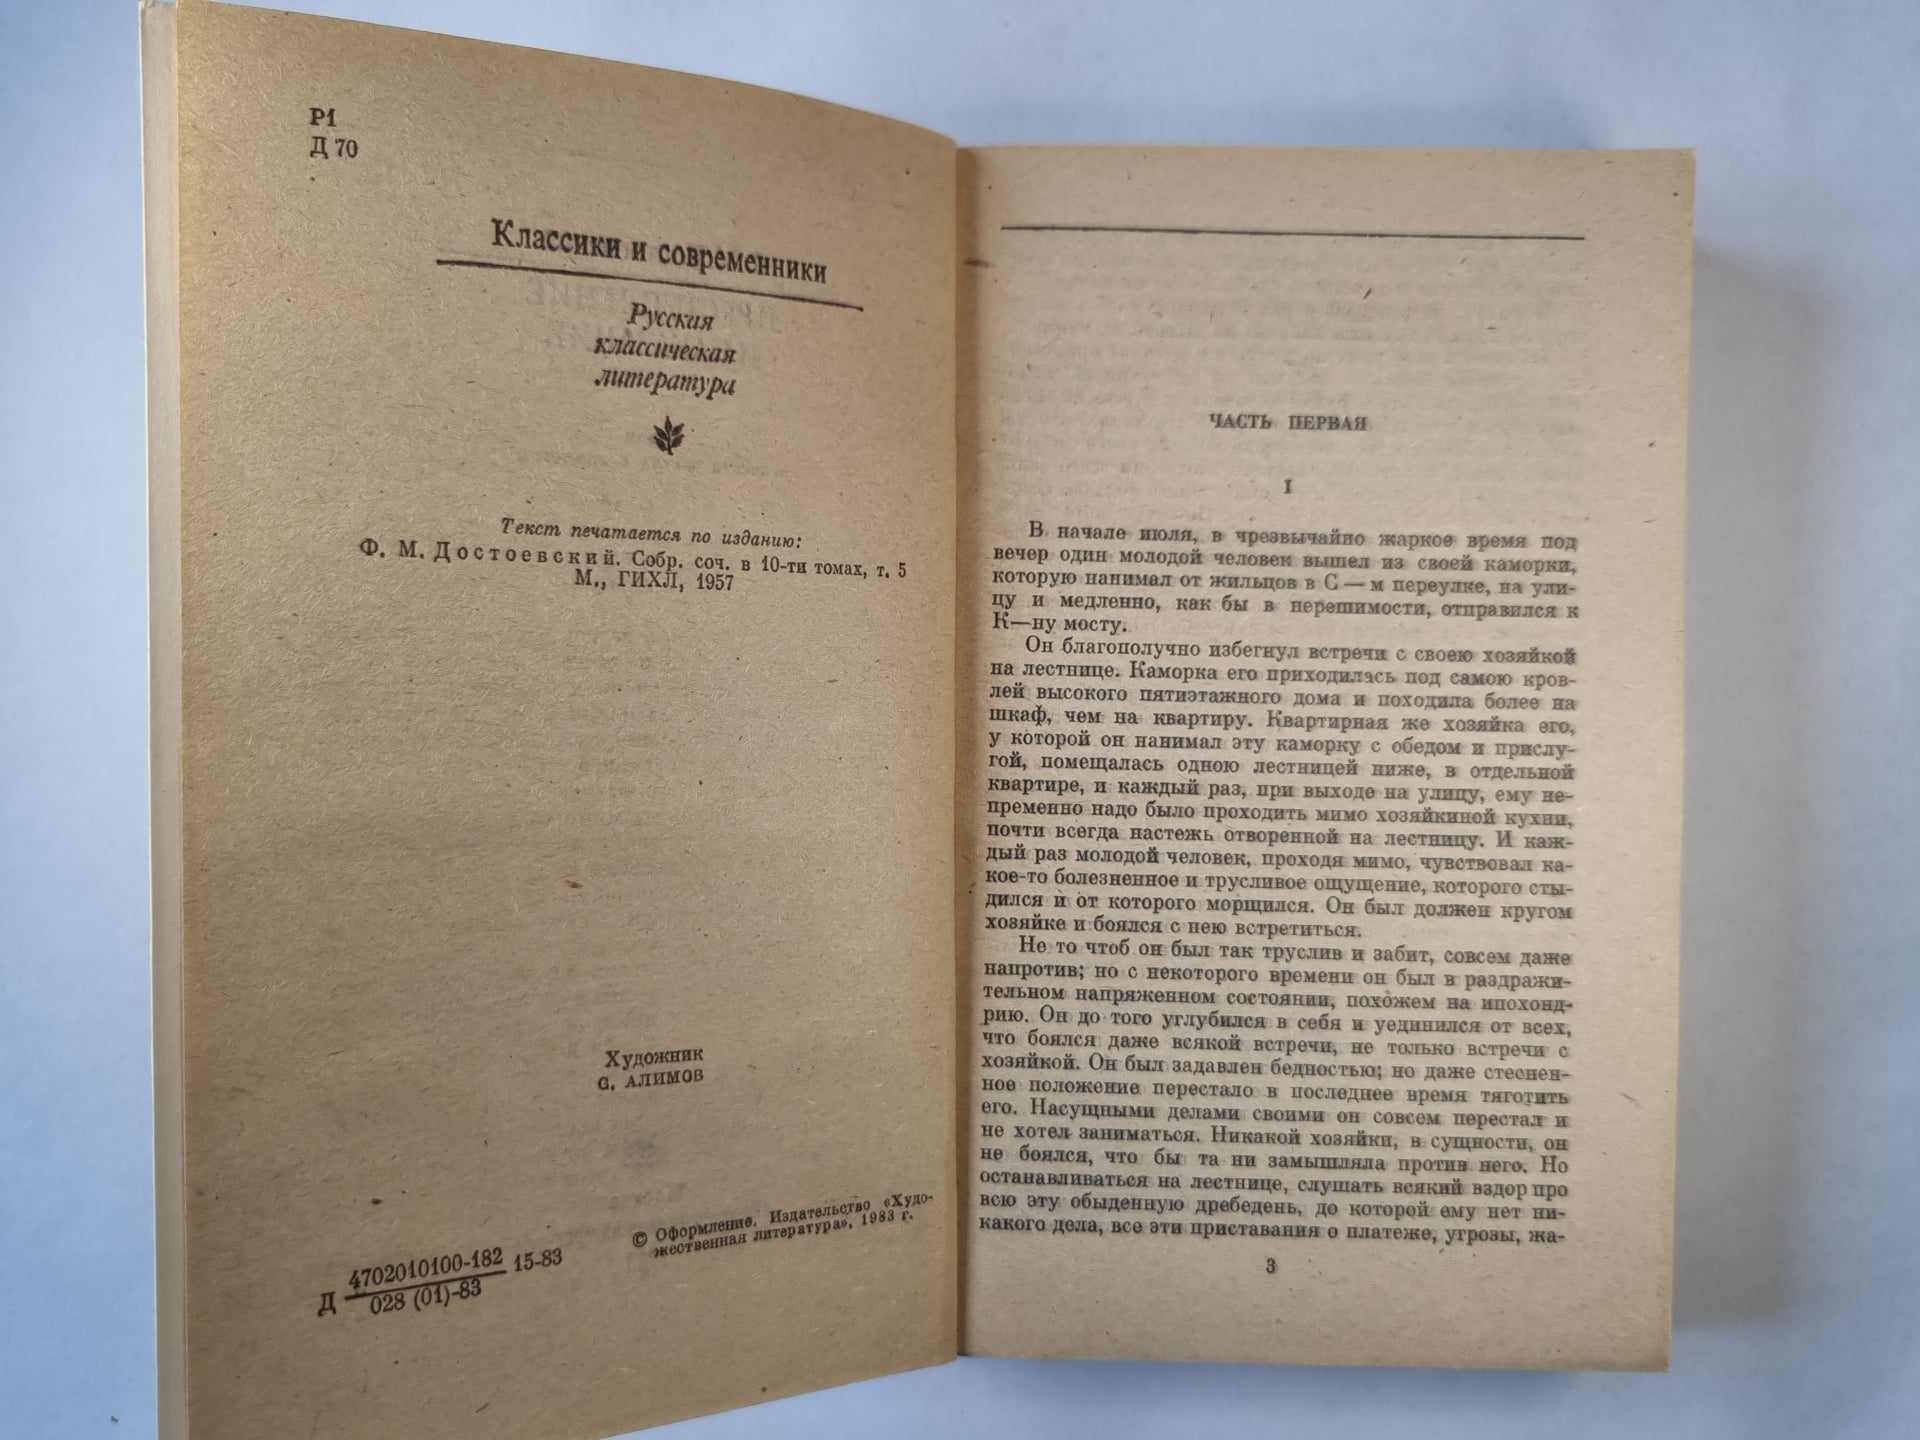 Р1
Д 70
Классики и современники
Русская
классическая
литература
Текст печатается по изданию:
Ф. М. Достоевский. Собр. соч. в 10-ти томах, т. 5
М., ГИХЛ, 1957
Художник
С. АЛИМОВ
Д 4702010100-182 15-83
028 (01)-83
© Оформление. Издательство «Худо-
жественная литература», 1983 г.
ЧАСТЬ ПЕРВАЯ
I
В начале июля, в чрезвычайно жаркое время под
вечер один молодой человек вышел из своей каморки,
которую нанимал от жильцов в С — м переулке, на ули-
цу и медленно, как бы в нерешимости, отправился к
К—ну мосту.
Он благополучно избегнул встречи с своею хозяйкой
на лестнице. Каморка его приходилась под самою кров-
лей высокого пятиэтажного дома и походила более на
шкаф, чем на квартиру. Квартирная же хозяйка его,
у которой он нанимал эту каморку с обедом и прислу-
гой, помещалась одною лестницей ниже, в отдельной
квартире, и каждый раз, при выходе на улицу, ему не-
пременно надо было проходить мимо хозяйкиной кухни,
почти всегда настежь отворенной на лестницу. И каж-
дый раз молодой человек, проходя мимо, чувствовал ка-
кое-то болезненное и трусливое ощущение, которого сты-
дился и от которого морщился. Он был должен кругом
хозяйке и боялся с нею встретиться.
Не то чтоб он был так труслив и забит, совсем даже
напротив; но с некоторого времени он был в раздражи-
тельном напряженном состоянии, похожем на ипохонд-
рию. Он до того углубился в себя и уединился от всех,
что боялся даже всякой встречи, не только встречи с
хозяйкой. Он был задавлен бедностью; но даже стеснен-
ное положение перестало в последнее время тяготить
его. Насущными делами своими он совсем перестал и
не хотел заниматься. Никакой хозяйки, в сущности, он
не боялся, что бы та ни замышляла против него. Но
останавливаться на лестнице, слушать всякий вздор про
всю эту обыденную дребедень, до которой ему нет ни-
какого дела, все эти приставания о платеже, угрозы, жа-
3